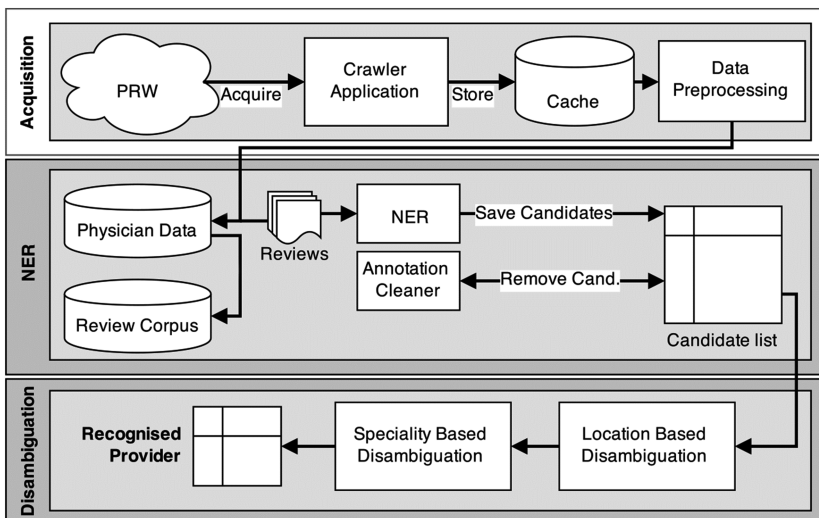 Acquisition
PRW
Acquire
Crawler
Application
Store
Cache
Data
Preprocessing
NER
Physician Data
Reviews
NER
Save Candidates
Annotation
Cleaner
Remove Cand.
Review Corpus
Candidate list
Disambiguation
Recognised
Provider
Speciality Based
Disambiguation
Location Based
Disambiguation